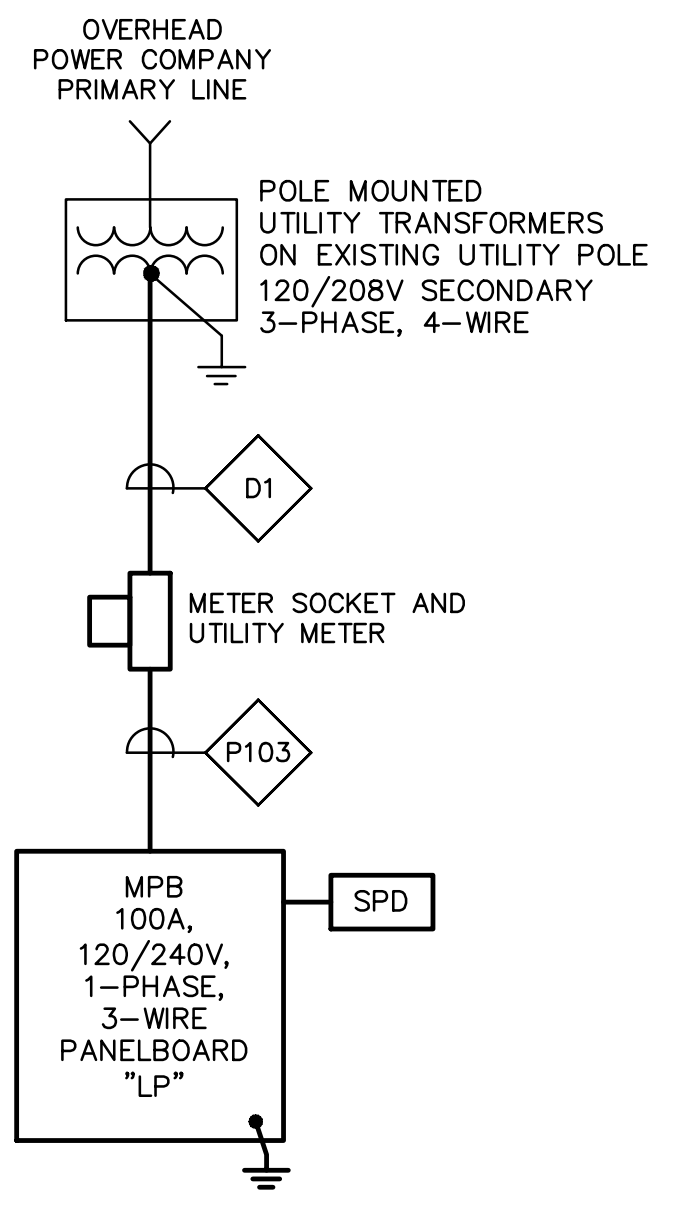 OVERHEAD
POWER COMPANY
PRIMARY LINE
POLE MOUNTED
UTILITY TRANSFORMERS
ON EXISTING UTILITY POLE
120/208V SECONDARY
3-PHASE, 4-WIRE
D1
METER SOCKET AND
UTILITY METER
P103
MPB
100A,
120/240V,
1-PHASE,
3-WIRE
PANELBOARD
"LP"
SPD